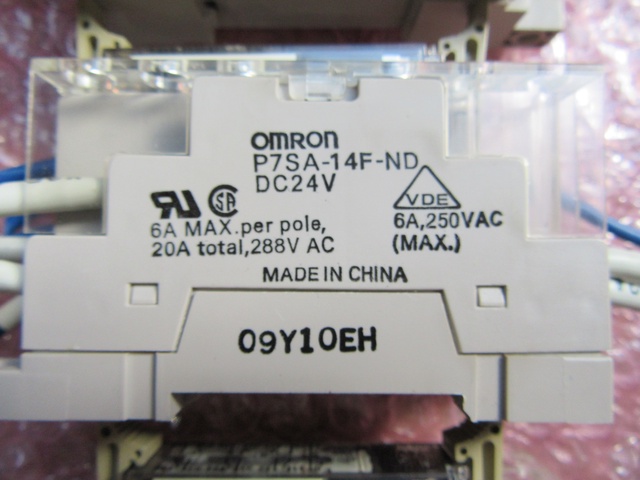 OMRON
P7SA-14F-ND
DC24V
6A MAX.per pole,
20A total,288V AC
VDE
6A,250VAC
(MAX.)
MADE IN CHINA
09Y10EH